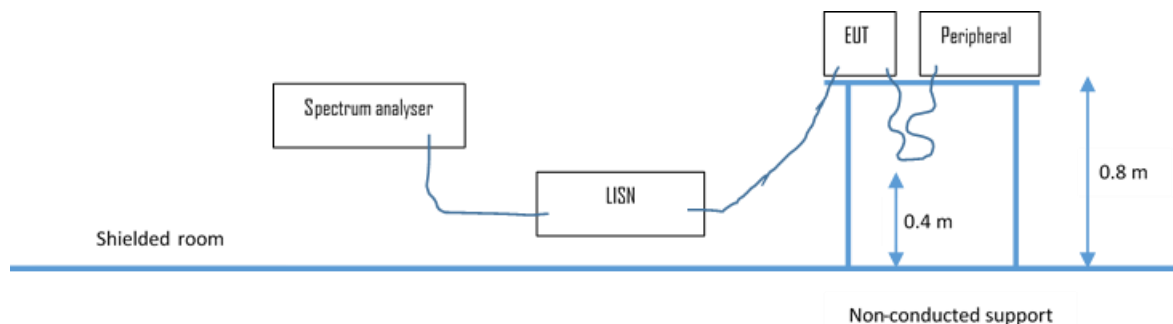 EUT
Peripheral
Spectrum analyser
LISN
0.8 m
0.4 m
Shielded room
Non-conducted support